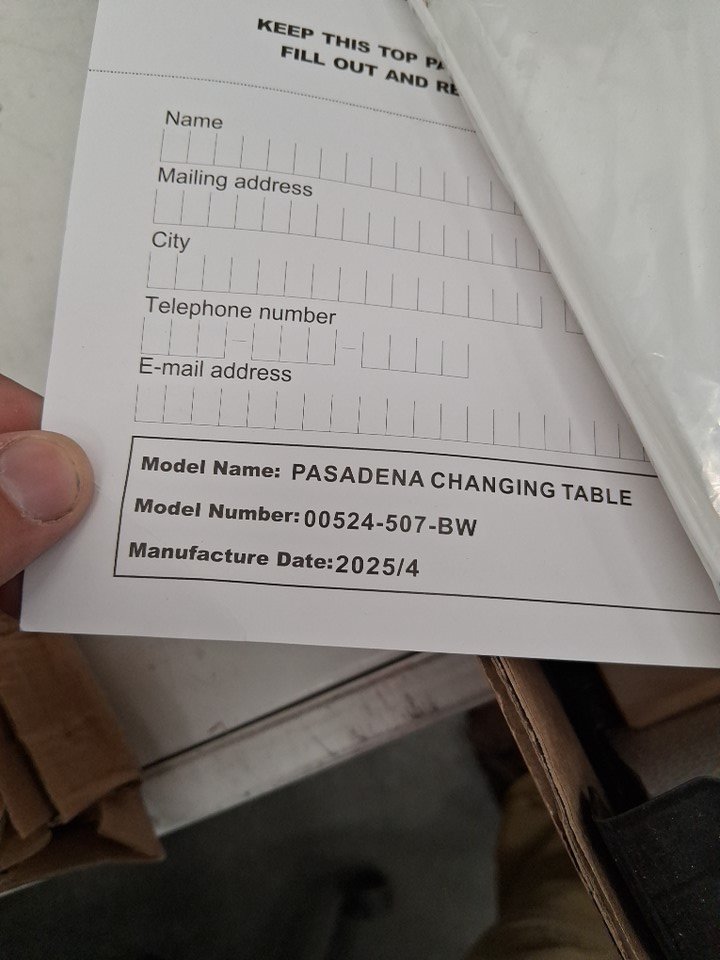 KEEP THIS TOP
FILL OUT AND
Name
Mailing address
City
Telephone number
E-mail address
Model Name: PASADENA CHANGING TABLE
Model Number: 00524-507-BW
Manufacture Date: 2025/4